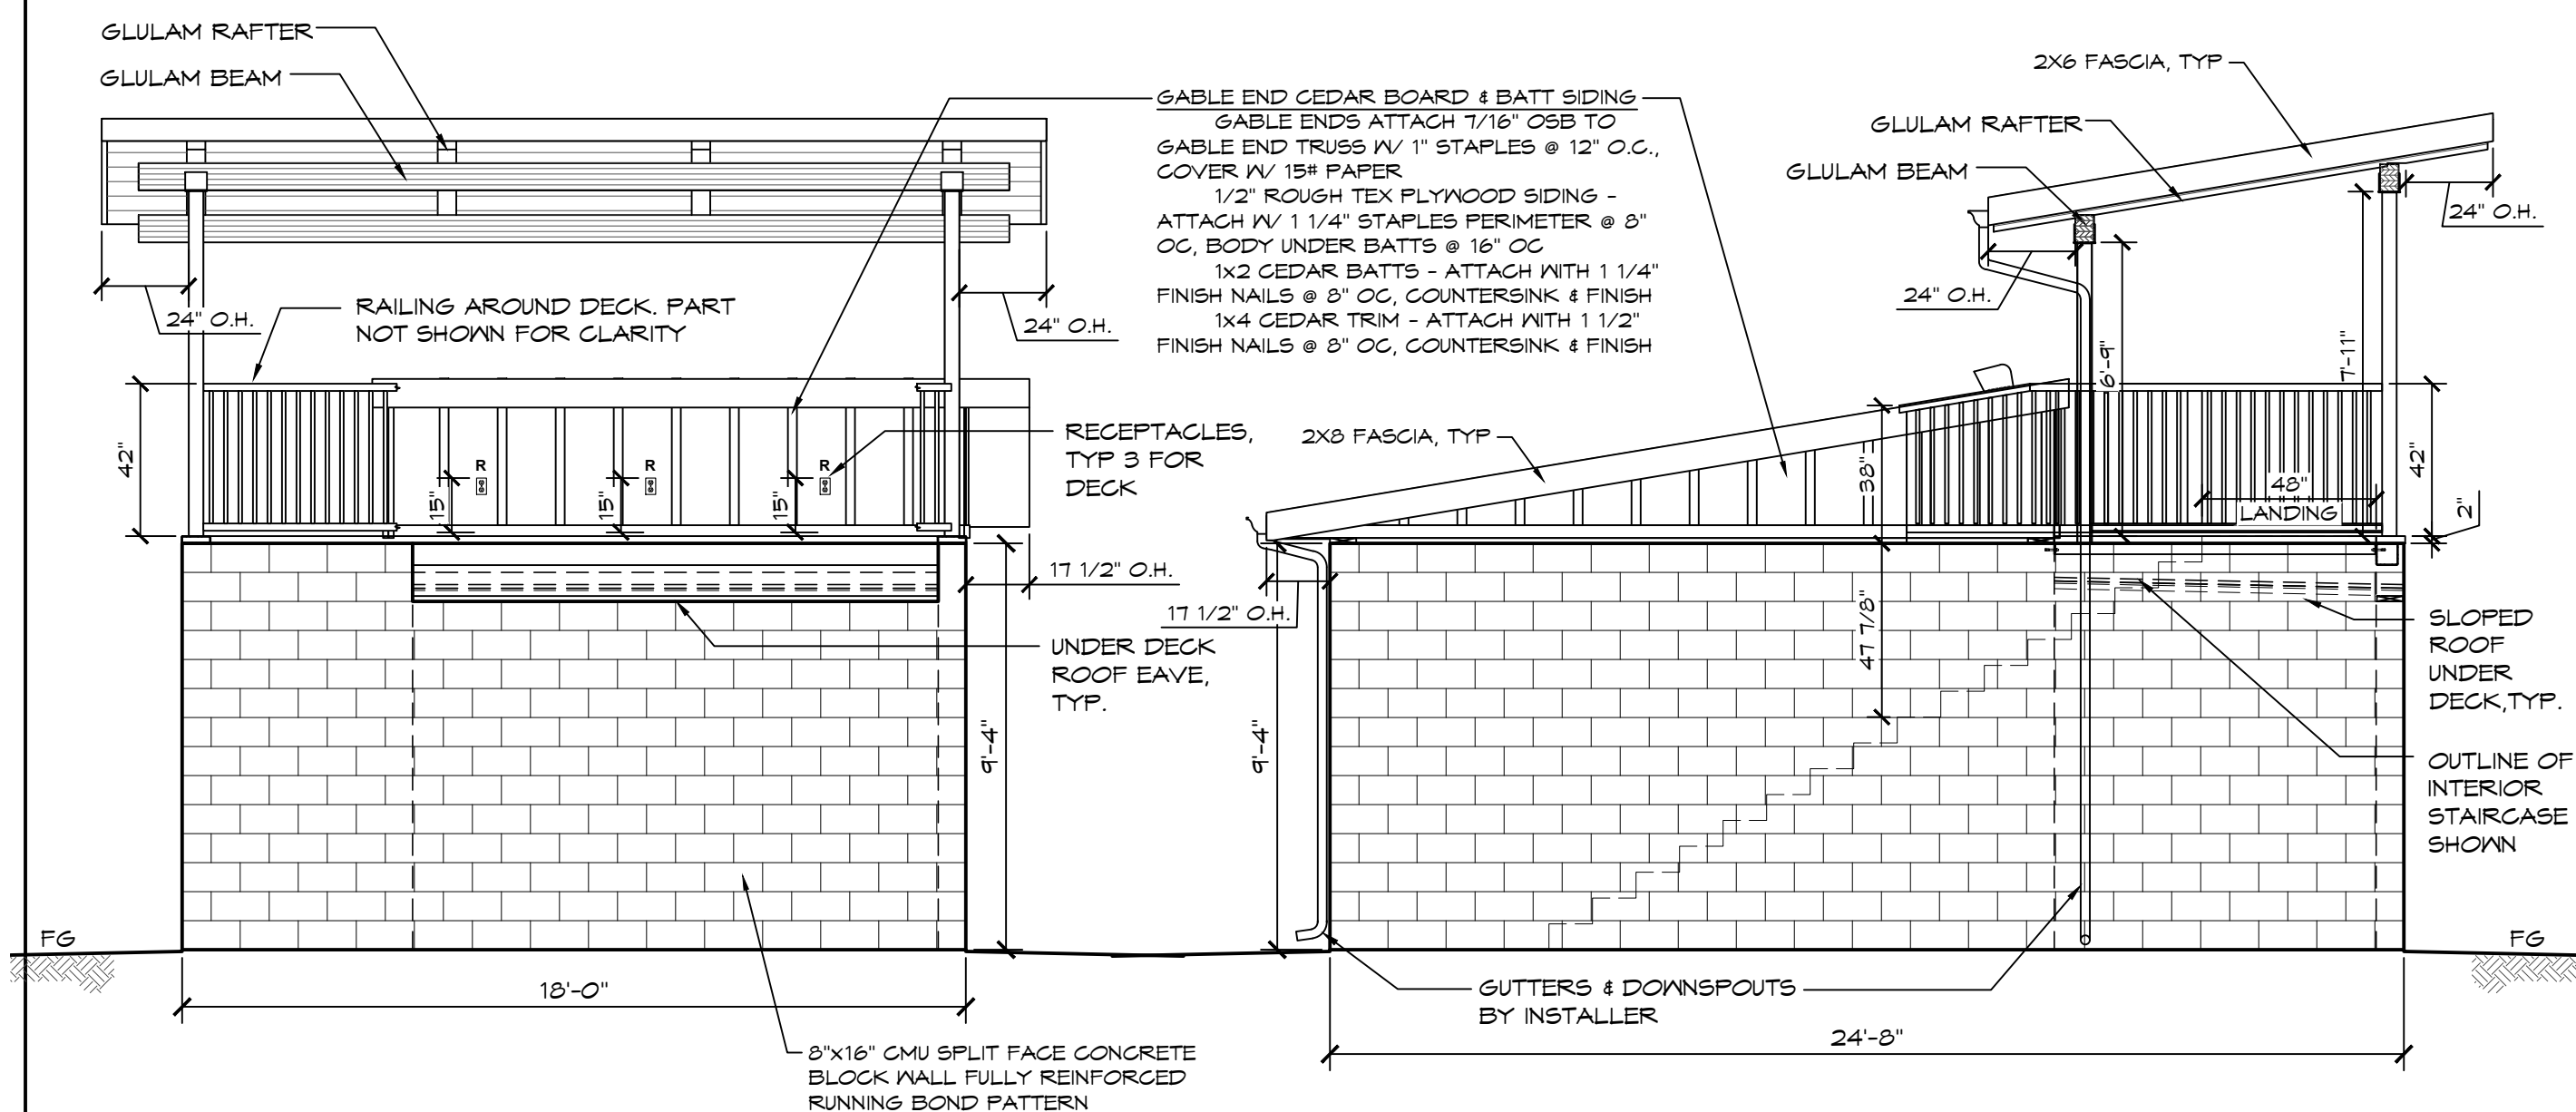 GLULAM RAFTER
GLULAM BEAM
24" O.H.
RAILING AROUND DECK. PART
NOT SHOWN FOR CLARITY
24" O.H.
42"
15"
R
15"
R
15"
R
RECEPTACLES,
TYP 3 FOR
DECK
17 1/2" O.H.
UNDER DECK
ROOF EAVE,
TYP.
9'-4"
FG
18'-0"
8"x16" CMU SPLIT FACE CONCRETE
BLOCK WALL FULLY REINFORCED
RUNNING BOND PATTERN
GABLE END CEDAR BOARD & BATT SIDING
GABLE ENDS ATTACH 7/16" OSB TO
GABLE END TRUSS W/ 1" STAPLES @ 12" O.C.,
COVER W/ 15# PAPER
1/2" ROUGH TEX PLYWOOD SIDING -
ATTACH W/ 1 1/4" STAPLES PERIMETER @ 8"
OC, BODY UNDER BATTS @ 16" OC
1x2 CEDAR BATTS - ATTACH WITH 1 1/4"
FINISH NAILS @ 8" OC, COUNTERSINK & FINISH
1x4 CEDAR TRIM - ATTACH WITH 1 1/2"
FINISH NAILS @ 8" OC, COUNTERSINK & FINISH
2X6 FASCIA, TYP
GLULAM RAFTER
GLULAM BEAM
24" O.H.
24" O.H.
6'-9"
7'-11"
2X8 FASCIA, TYP
38"
42"
48"
LANDING
2"
17 1/2" O.H.
47 7/8"
9'-4"
SLOPED
ROOF
UNDER
DECK,TYP.
OUTLINE OF
INTERIOR
STAIRCASE
SHOWN
FG
GUTTERS & DOWNSPOUTS
BY INSTALLER
24'-8"